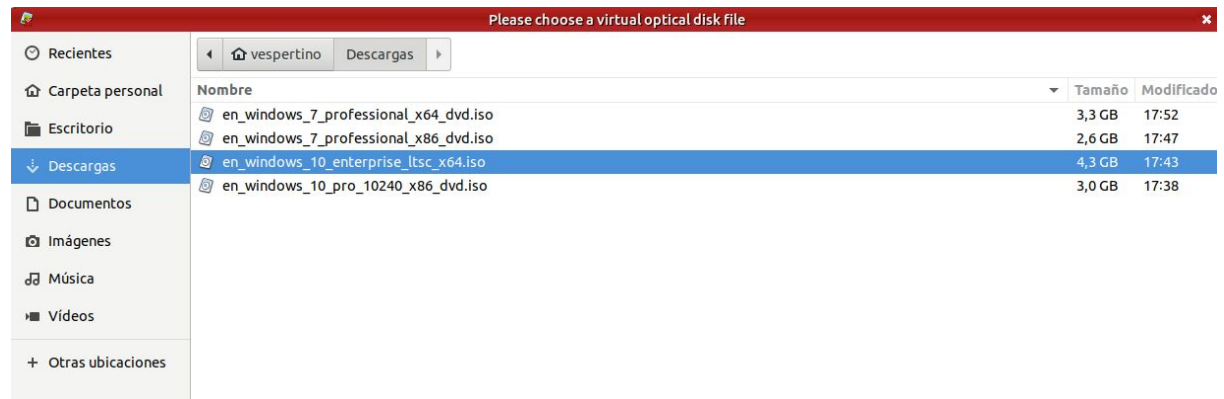 Please choose a virtual optical disk file
Recientes
Carpeta personal
Escritorio
Descargas
Documentos
Imágenes
Música
Vídeos
+ Otras ubicaciones
vespertino Descargas
Nombre Tamaño Modificado
en_windows_7_professional_x64_dvd.iso 3,3 GB 17:52
en_windows_7_professional_x86_dvd.iso 2,6 GB 17:47
en_windows_10_enterprise_ltsc_x64.iso 4,3 GB 17:43
en_windows_10_pro_10240_x86_dvd.iso 3,0 GB 17:38